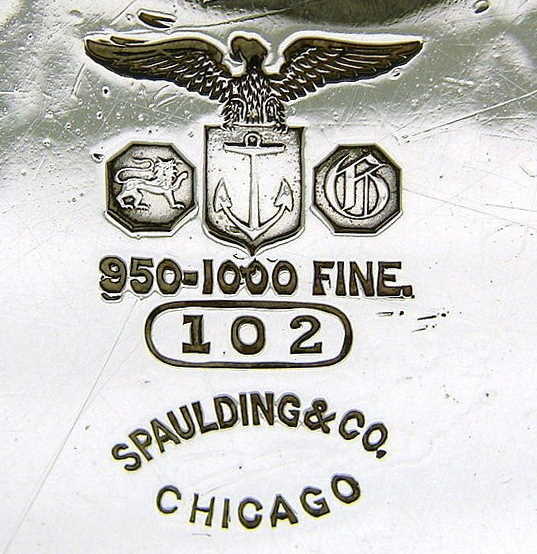 G
950-1000 FINE.
102
SPAULDING & CO.
CHICAGO